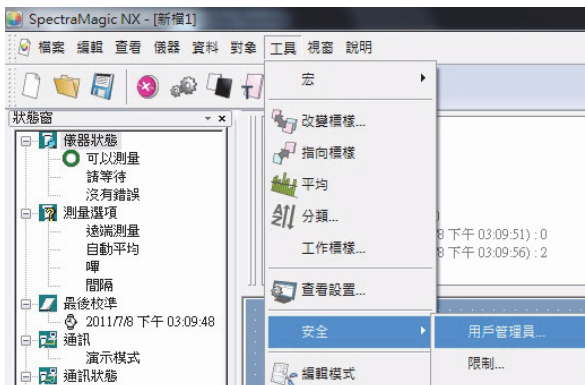 SpectraMagic NX - [新檔1]
檔案 編輯 查看 儀器 資料 對象 工具 視窗 說明
狀態窗
儀器狀態
可以測量
請等待
沒有錯誤
測量選項
遠端測量
自動平均
嗶
間隔
最後校準
2011/7/8 下午 03:09:48
通訊
演示模式
通訊狀態
宏
改變標樣...
指向標樣
平均
分類...
工作標樣...
查看設置...
安全
編輯模式
用戶管理員...
限制...
8 下午 03:09:51) : 0
8 下午 03:09:56) : 2